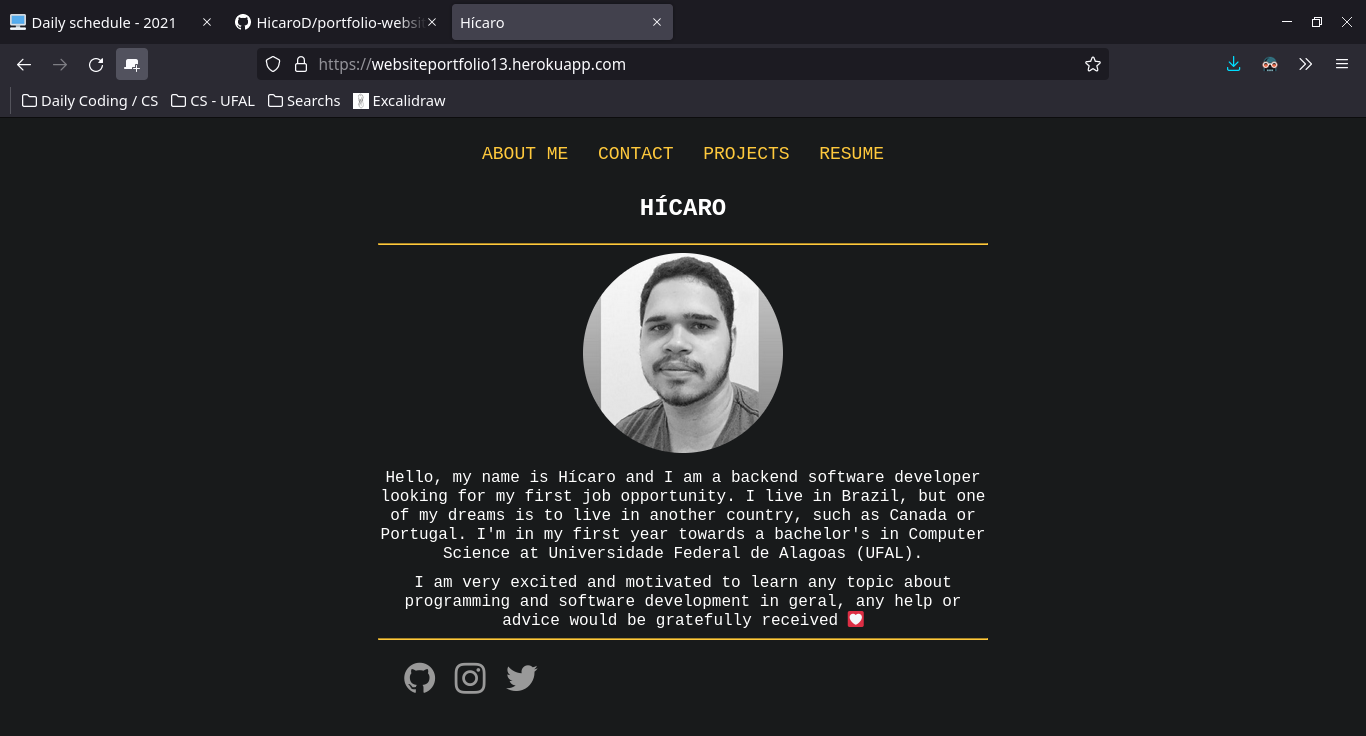 Daily schedule - 2021
HicaroD/portfolio-websit
Hícaro
https://websiteportfolio13.herokuapp.com
Daily Coding / CS
CS - UFAL
Searchs
Excalidraw
ABOUT ME CONTACT PROJECTS RESUME
HÍCARO
Hello, my name is Hícaro and I am a backend software developer
looking for my first job opportunity. I live in Brazil, but one
of my dreams is to live in another country, such as Canada or
Portugal. I'm in my first year towards a bachelor's in Computer
Science at Universidade Federal de Alagoas (UFAL).
I am very excited and motivated to learn any topic about
programming and software development in geral, any help or
advice would be gratefully received 💟